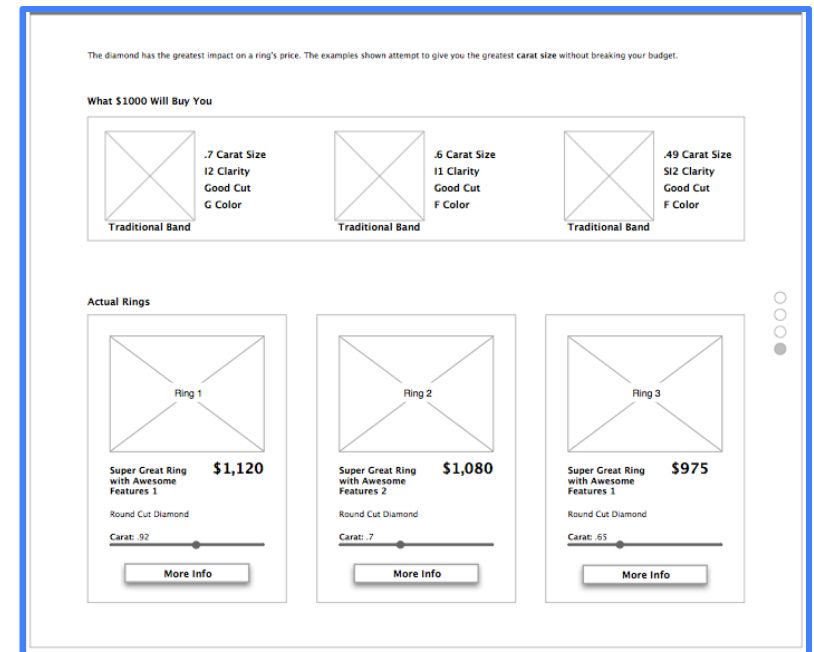 The diamond has the greatest impact on a ring's price. The examples shown attempt to give you the greatest carat size without breaking your budget.
What $1000 Will Buy You
.7 Carat Size
I2 Clarity
Good Cut
G Color
Traditional Band
.6 Carat Size
I1 Clarity
Good Cut
F Color
Traditional Band
.49 Carat Size
SI2 Clarity
Good Cut
F Color
Traditional Band
Actual Rings
Ring 1
Super Great Ring
with Awesome
Features 1
$1,120
Round Cut Diamond
Carat: .92
More Info
Ring 2
Super Great Ring
with Awesome
Features 2
$1,080
Round Cut Diamond
Carat: .7
More Info
Ring 3
Super Great Ring
with Awesome
Features 1
$975
Round Cut Diamond
Carat: .65
More Info